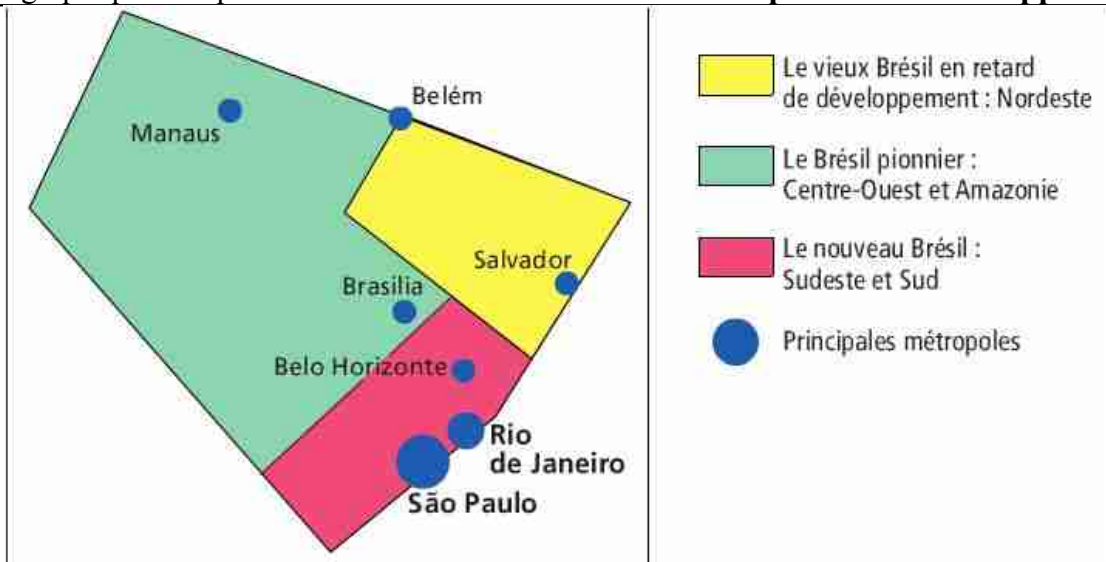 Belém
Manaus
Salvador
Brasilia
Belo Horizonte
Rio
de Janeiro
São Paulo
Le vieux Brésil en retard
de développement : Nordeste
Le Brésil pionnier :
Centre-Ouest et Amazonie
Le nouveau Brésil :
Sudeste et Sud
Principales métropoles